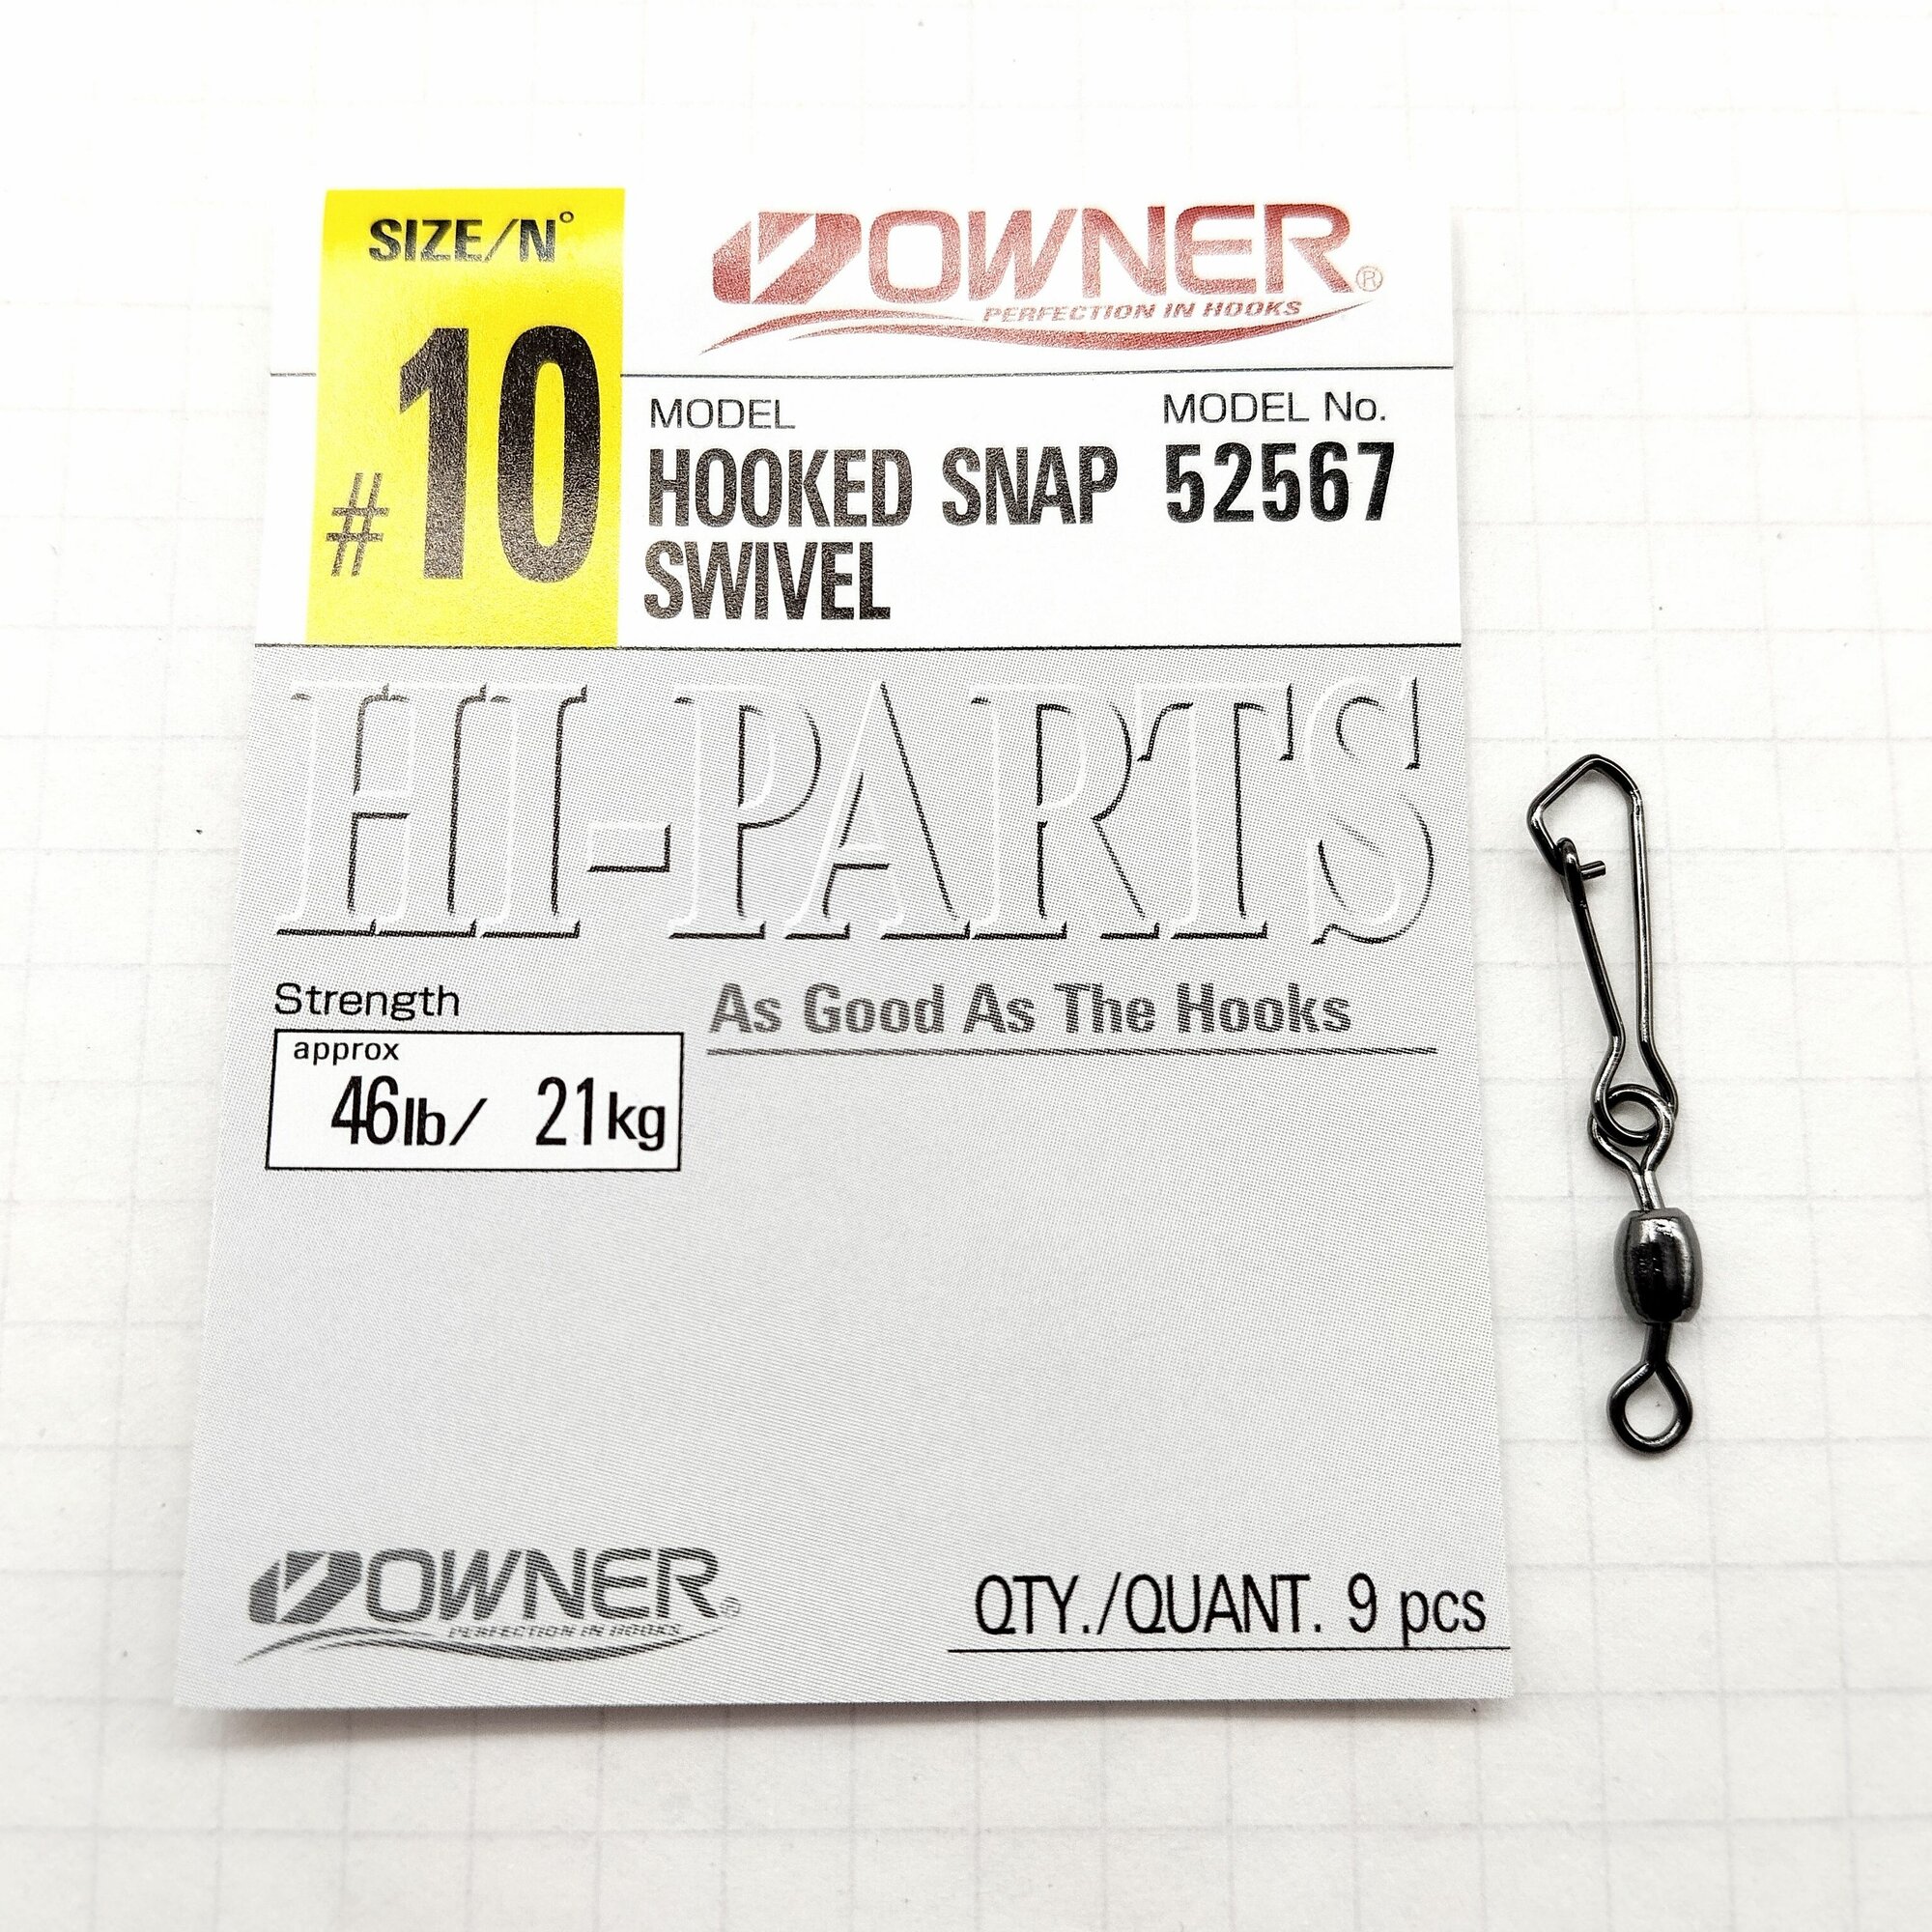 SIZE/N°
#10
OWNER®
PERFECTION IN HOOKS
MODEL
HOOKED SNAP
SWIVEL
MODEL No.
52567
HI-PARTS
Strength
approx
46lb/ 21kg
As Good As The Hooks
OWNER®
PERFECTION IN HOOKS
QTY./QUANT. 9 pcs